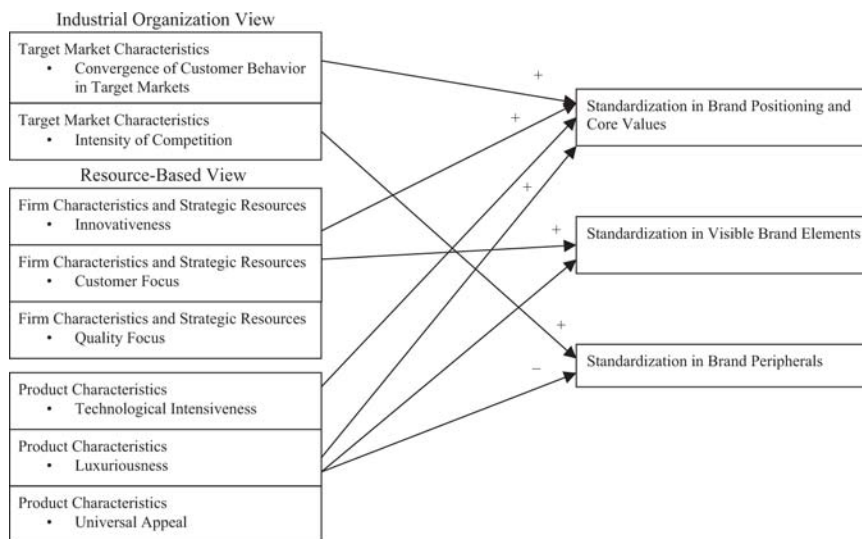 Industrial Organization View
Target Market Characteristics
• Convergence of Customer Behavior
in Target Markets
Target Market Characteristics
• Intensity of Competition
Resource-Based View
Firm Characteristics and Strategic Resources
• Innovativeness
Firm Characteristics and Strategic Resources
• Customer Focus
Firm Characteristics and Strategic Resources
• Quality Focus
Product Characteristics
• Technological Intensiveness
Product Characteristics
• Luxuriousness
Product Characteristics
• Universal Appeal
+
+
+
+
+
−
Standardization in Brand Positioning and
Core Values
Standardization in Visible Brand Elements
Standardization in Brand Peripherals